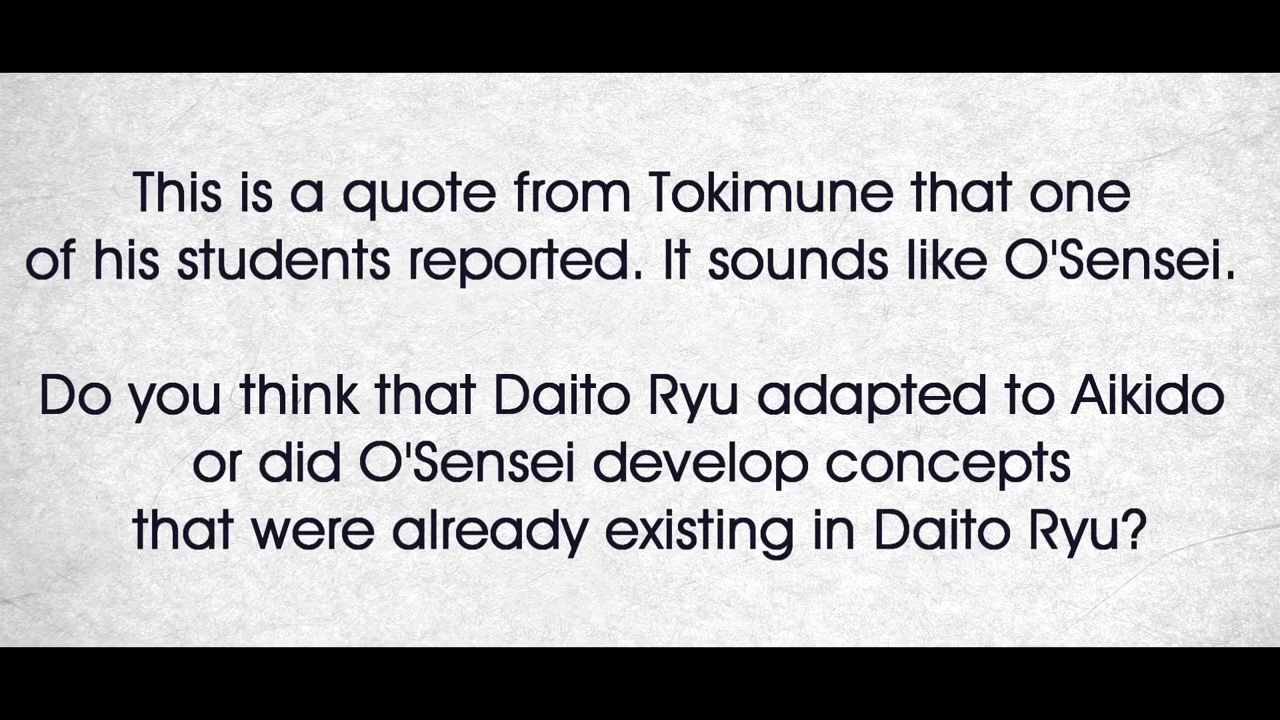 This is a quote from Tokimune that one
of his students reported. It sounds like O'Sensei.
Do you think that Daito Ryu adapted to Aikido
or did O'Sensei develop concepts
that were already existing in Daito Ryu?